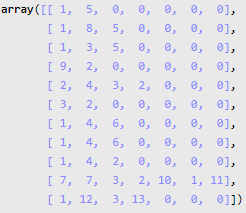 array([[ 1,  5,  0,  0,  0,  0,  0],
       [ 1,  8,  5,  0,  0,  0,  0],
       [ 1,  3,  5,  0,  0,  0,  0],
       [ 9,  2,  0,  0,  0,  0,  0],
       [ 2,  4,  3,  2,  0,  0,  0],
       [ 3,  2,  0,  0,  0,  0,  0],
       [ 1,  4,  6,  0,  0,  0,  0],
       [ 1,  4,  6,  0,  0,  0,  0],
       [ 1,  4,  2,  0,  0,  0,  0],
       [ 7,  7,  3,  2, 10,  1, 11],
       [ 1, 12,  3, 13,  0,  0,  0]])